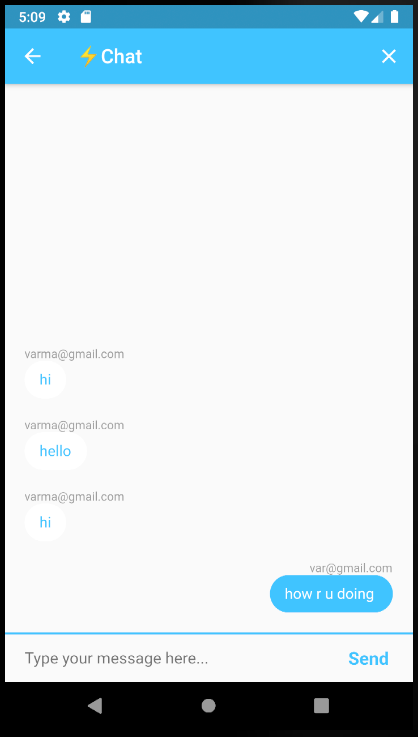 5:09
⚡Chat
varma@gmail.com
hi
varma@gmail.com
hello
varma@gmail.com
hi
var@gmail.com
how r u doing
Type your message here...
Send